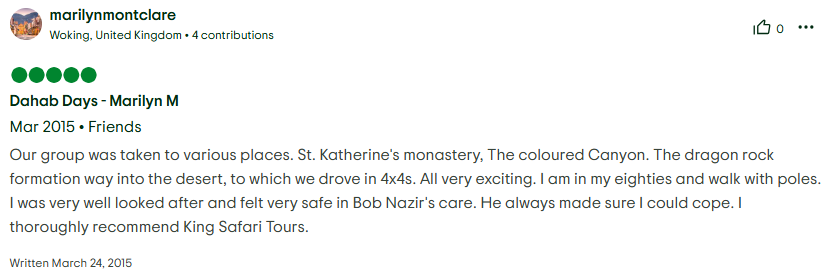 marilynmontclare
Woking, United Kingdom • 4 contributions
0
Dahab Days - Marilyn M
Mar 2015 • Friends
Our group was taken to various places. St. Katherine's monastery, The coloured Canyon. The dragon rock
formation way into the desert, to which we drove in 4x4s. All very exciting. I am in my eighties and walk with poles.
I was very well looked after and felt very safe in Bob Nazir's care. He always made sure I could cope. I
thoroughly recommend King Safari Tours.
Written March 24, 2015